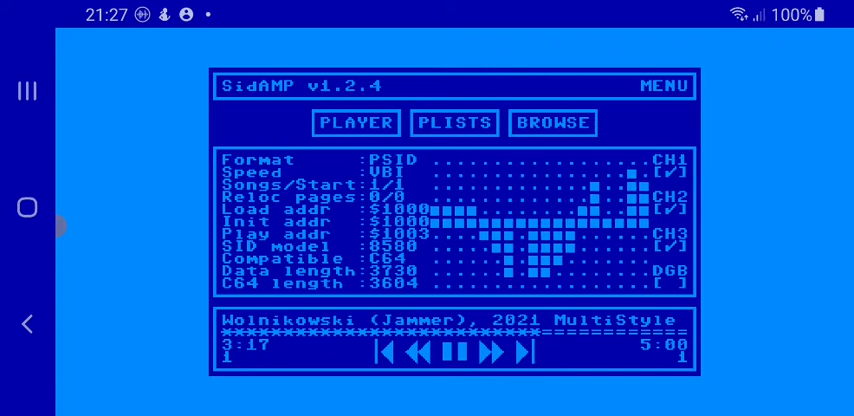 21:27
100%
SidAMP v1.2.4 MENU
PLAYER PLISTS BROWSE
Format :PSID CH1
Speed :VBI [✓]
Songs/Start:1/1
Reloc pages:0/0 CH2
Load addr :$1000 [✓]
Init addr :$1000
Play addr :$1003 CH3
SID model :8580 [✓]
Compatible :C64
Data length:3730 DGB
C64 length :3604 [ ]
Wolnikowski (Jammer), 2021 MultiStyle
3:17 5:00
1 1